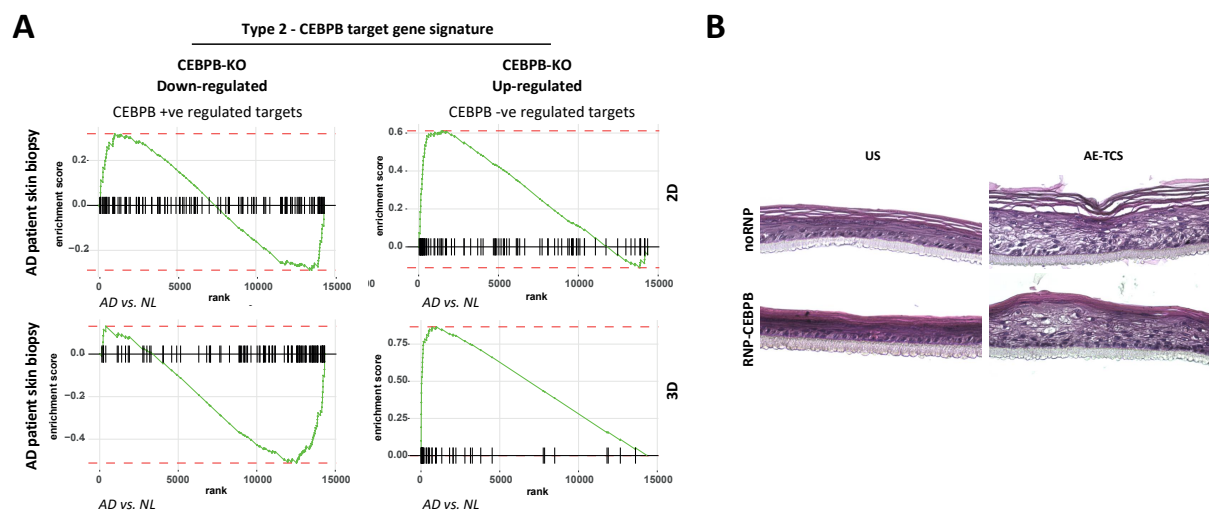 A
Type 2 - CEBPB target gene signature
CEBPB-KO
Down-regulated
CEBPB +ve regulated targets
CEBPB-KO
Up-regulated
CEBPB -ve regulated targets
AD patient skin biopsy
enrichment score
0.2
0.0
−0.2
0
5000
10000
15000
rank
AD vs. NL
enrichment score
0.6
0.4
0.2
0.0
00
0
5000
10000
15000
rank
AD vs. NL
2D
AD patient skin biopsy
enrichment score
0.0
−0.2
−0.4
0
5000
10000
15000
rank
AD vs. NL
enrichment score
0.75
0.50
0.25
0.00
0
5000
10000
15000
rank
AD vs. NL
3D
B
US
AE-TCS
noRNP
RNP-CEBPB